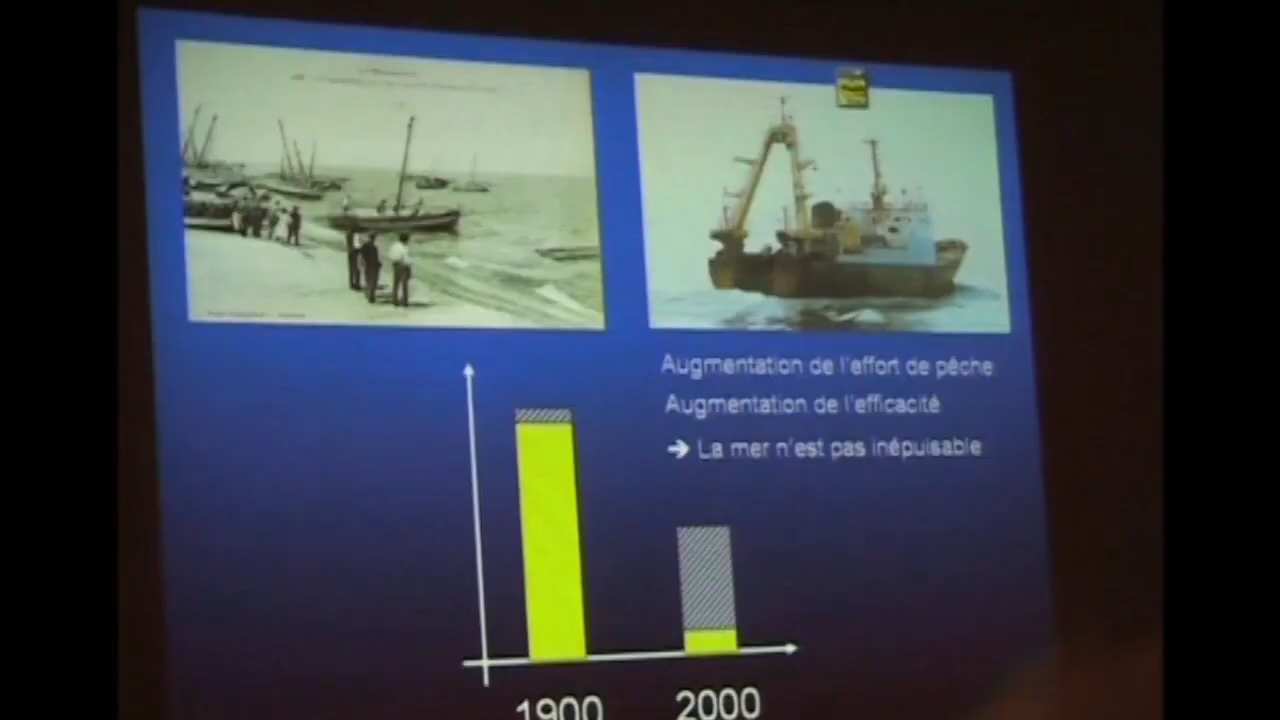 Augmentation de l'effort de pêche
Augmentation de l'efficacité
➔ La mer n'est pas inépuisable
1900
2000